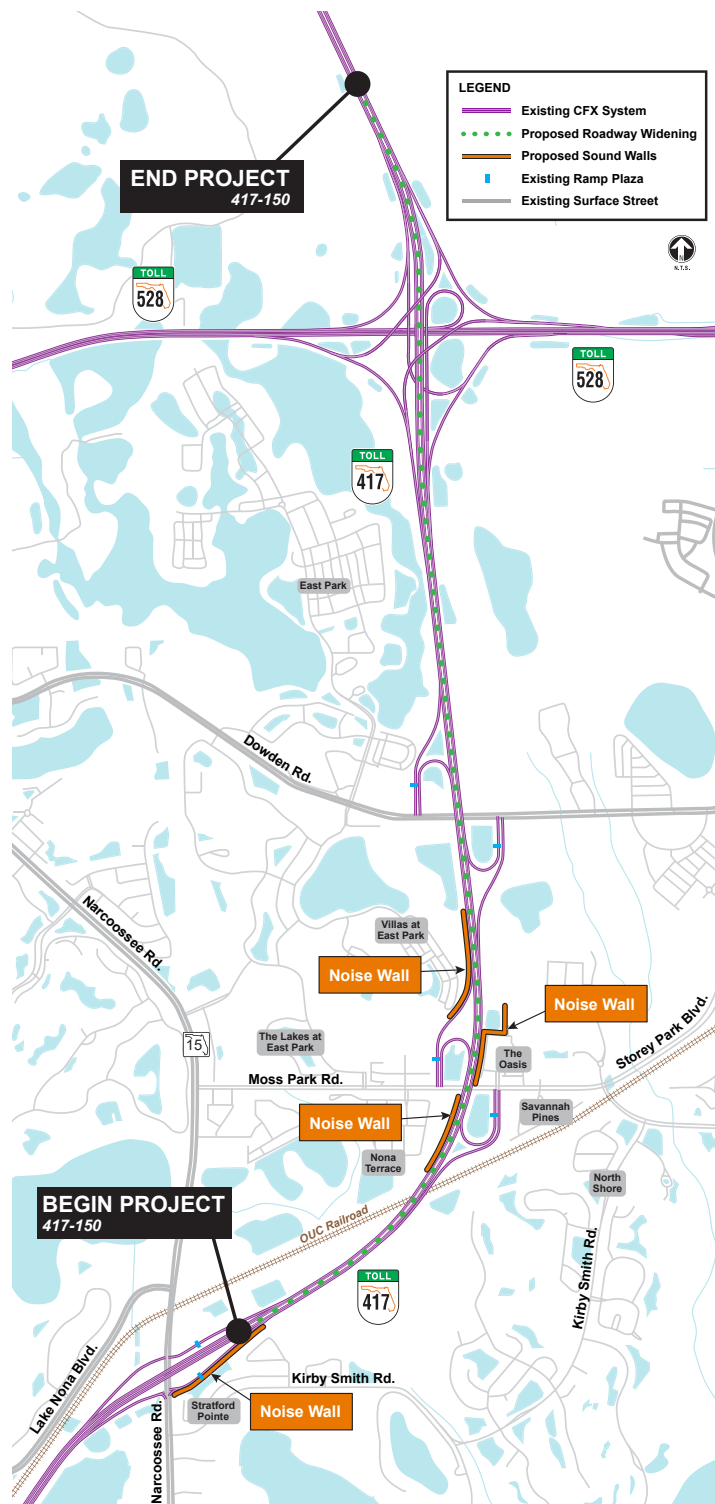 LEGEND
Existing CFX System
Proposed Roadway Widening
Proposed Sound Walls
Existing Ramp Plaza
Existing Surface Street
END PROJECT
417-150
N
N.T.S.
TOLL
528
TOLL
528
TOLL
417
East Park
Dowden Rd.
Narcoossee Rd.
Villas at
East Park
Noise Wall
Noise Wall
15
The Lakes at
East Park
The
Oasis
Storey Park Blvd.
Moss Park Rd.
Noise Wall
Savannah
Pines
Nona
Terrace
North
Shore
BEGIN PROJECT
417-150
OUC Railroad
TOLL
417
Kirby Smith Rd.
Lake Nona Blvd.
Kirby Smith Rd.
Noise Wall
Stratford
Pointe
Narcoossee Rd.